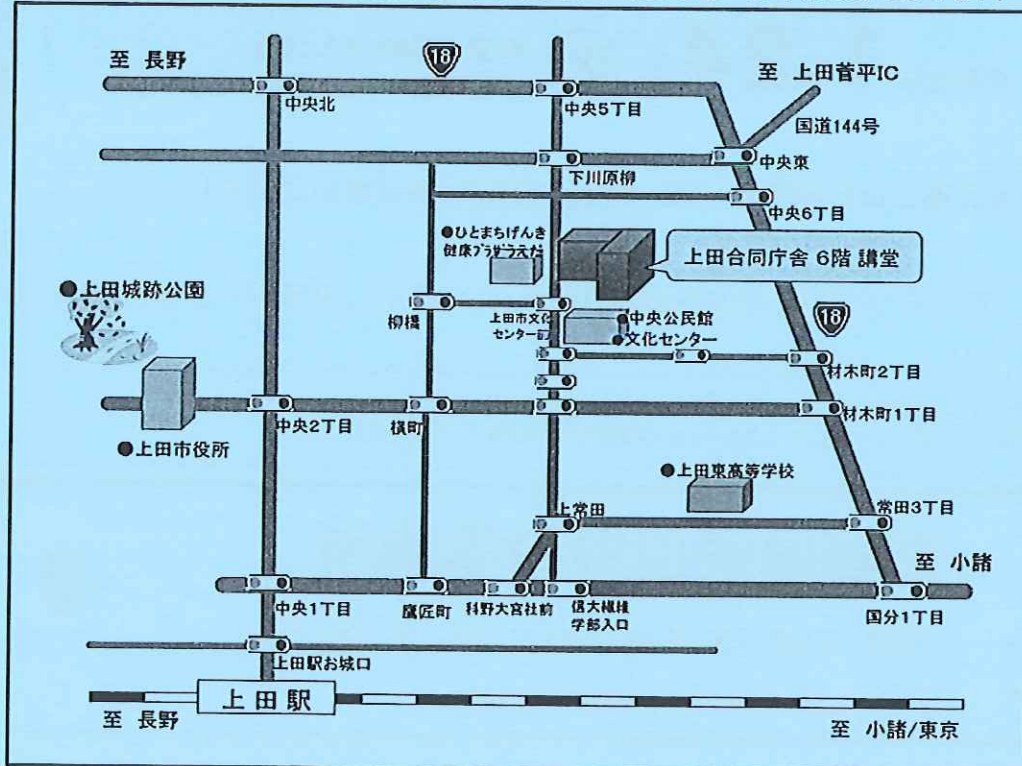 至 長野
18
至 上田菅平IC
中央北
中央5丁目
国道144号
下川原柳
中央東
中央6丁目
●ひとまちげんき
健康プラザうえだ
上田合同庁舎 6階 講堂
●上田城跡公園
柳橋
上田市文化
センター前
●中央公民館
●文化センター
18
材木町2丁目
中央2丁目
横町
材木町1丁目
●上田市役所
●上田東高等学校
上常田
常田3丁目
至 小諸
中央1丁目
鷹匠町
科野大宮社前
信大繊維
学部入口
国分1丁目
上田駅お城口
上田駅
至 長野
至 小諸/東京